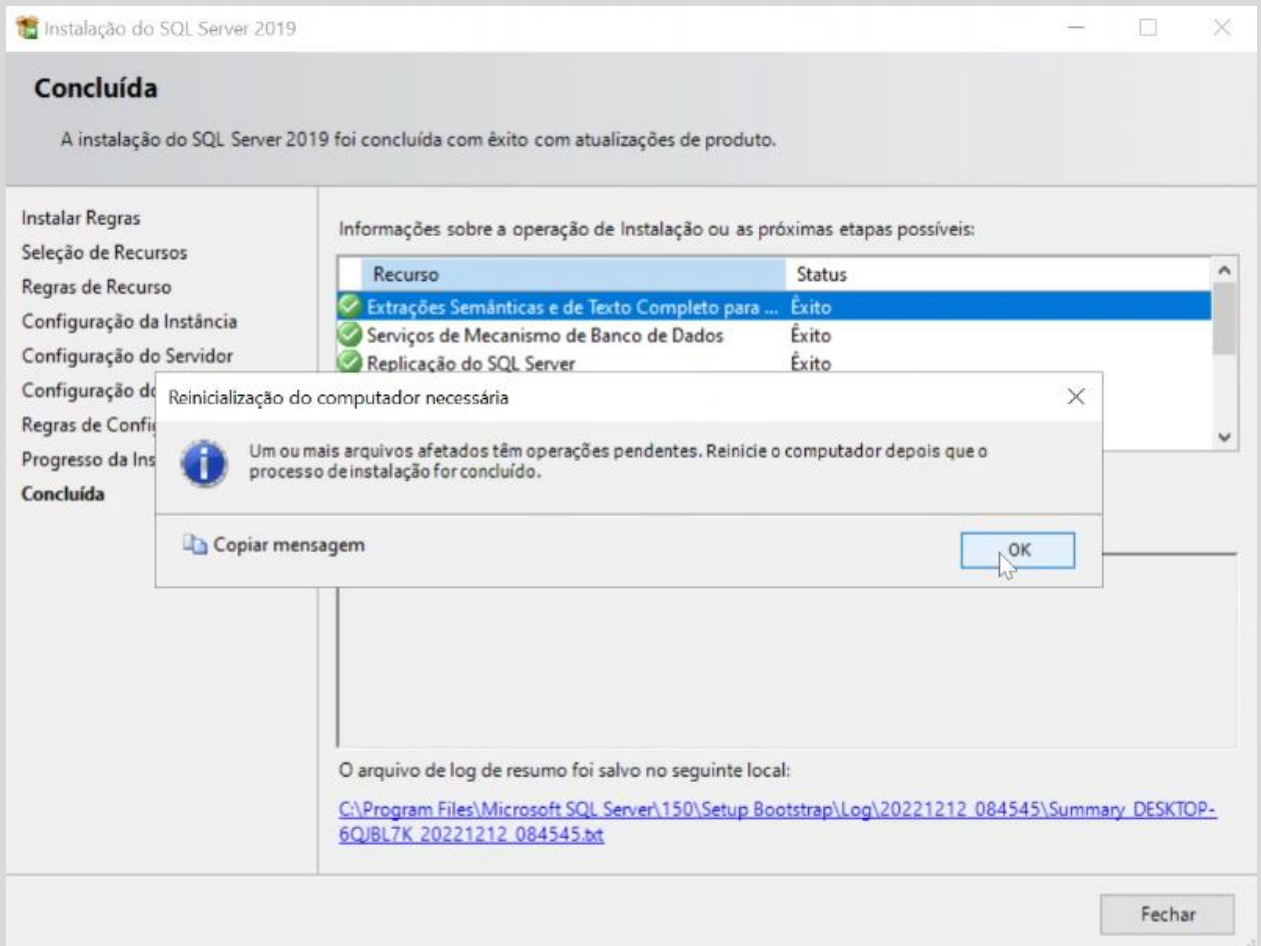 Instalação do SQL Server 2019
Concluída
A instalação do SQL Server 2019 foi concluída com êxito com atualizações de produto.
Instalar Regras
Seleção de Recursos
Regras de Recurso
Configuração da Instância
Configuração do Servidor
Configuração do
Regras de Config
Progresso da Ins
Concluída
Informações sobre a operação de Instalação ou as próximas etapas possíveis:
Recurso Status
Extrações Semânticas e de Texto Completo para ... Êxito
Serviços de Mecanismo de Banco de Dados Êxito
Replicação do SQL Server Êxito
Reinicialização do computador necessária
Um ou mais arquivos afetados têm operações pendentes. Reinicie o computador depois que o
processo de instalação for concluído.
Copiar mensagem
OK
O arquivo de log de resumo foi salvo no seguinte local:
C:\Program Files\Microsoft SQL Server\150\Setup Bootstrap\Log\20221212_084545\Summary_DESKTOP-
6QJBL7K_20221212_084545.txt
Fechar